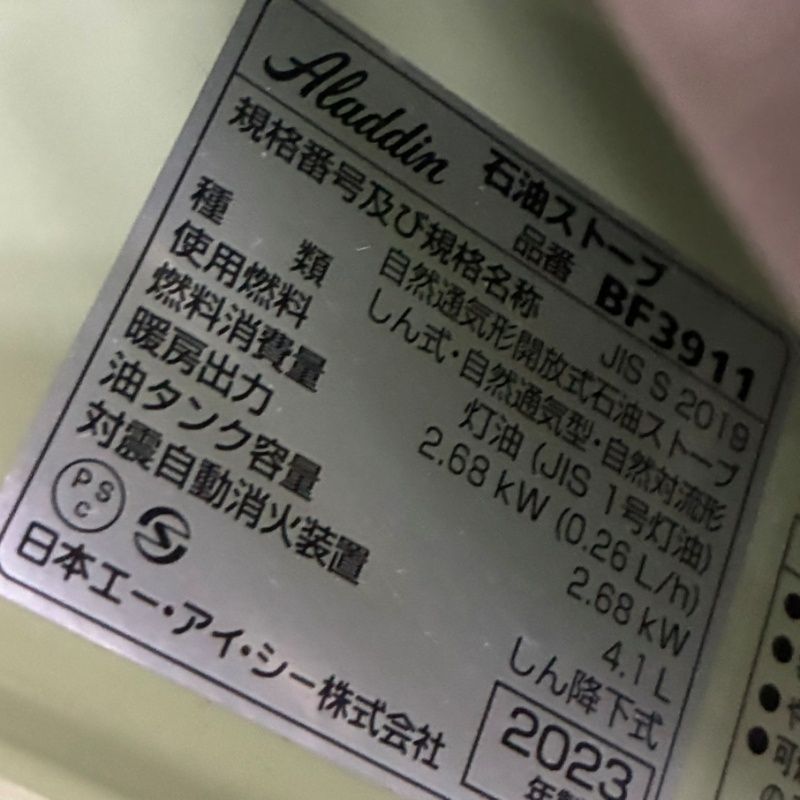 Aladdin 石油ストーブ
品番 BF3911
規格番号及び規格名称 JIS S 2019
自然通気形開放式石油ストーブ
種 類 しん式・自然通気型・自然対流形
使用燃料 灯油 (JIS 1号灯油)
燃料消費量 2.68 kW (0.26 L/h)
暖房出力 2.68 kW
油タンク容量 4.1 L
対震自動消火装置 しん降下式
PSC
日本エー・アイ・シー株式会社
2023
年製
可
の